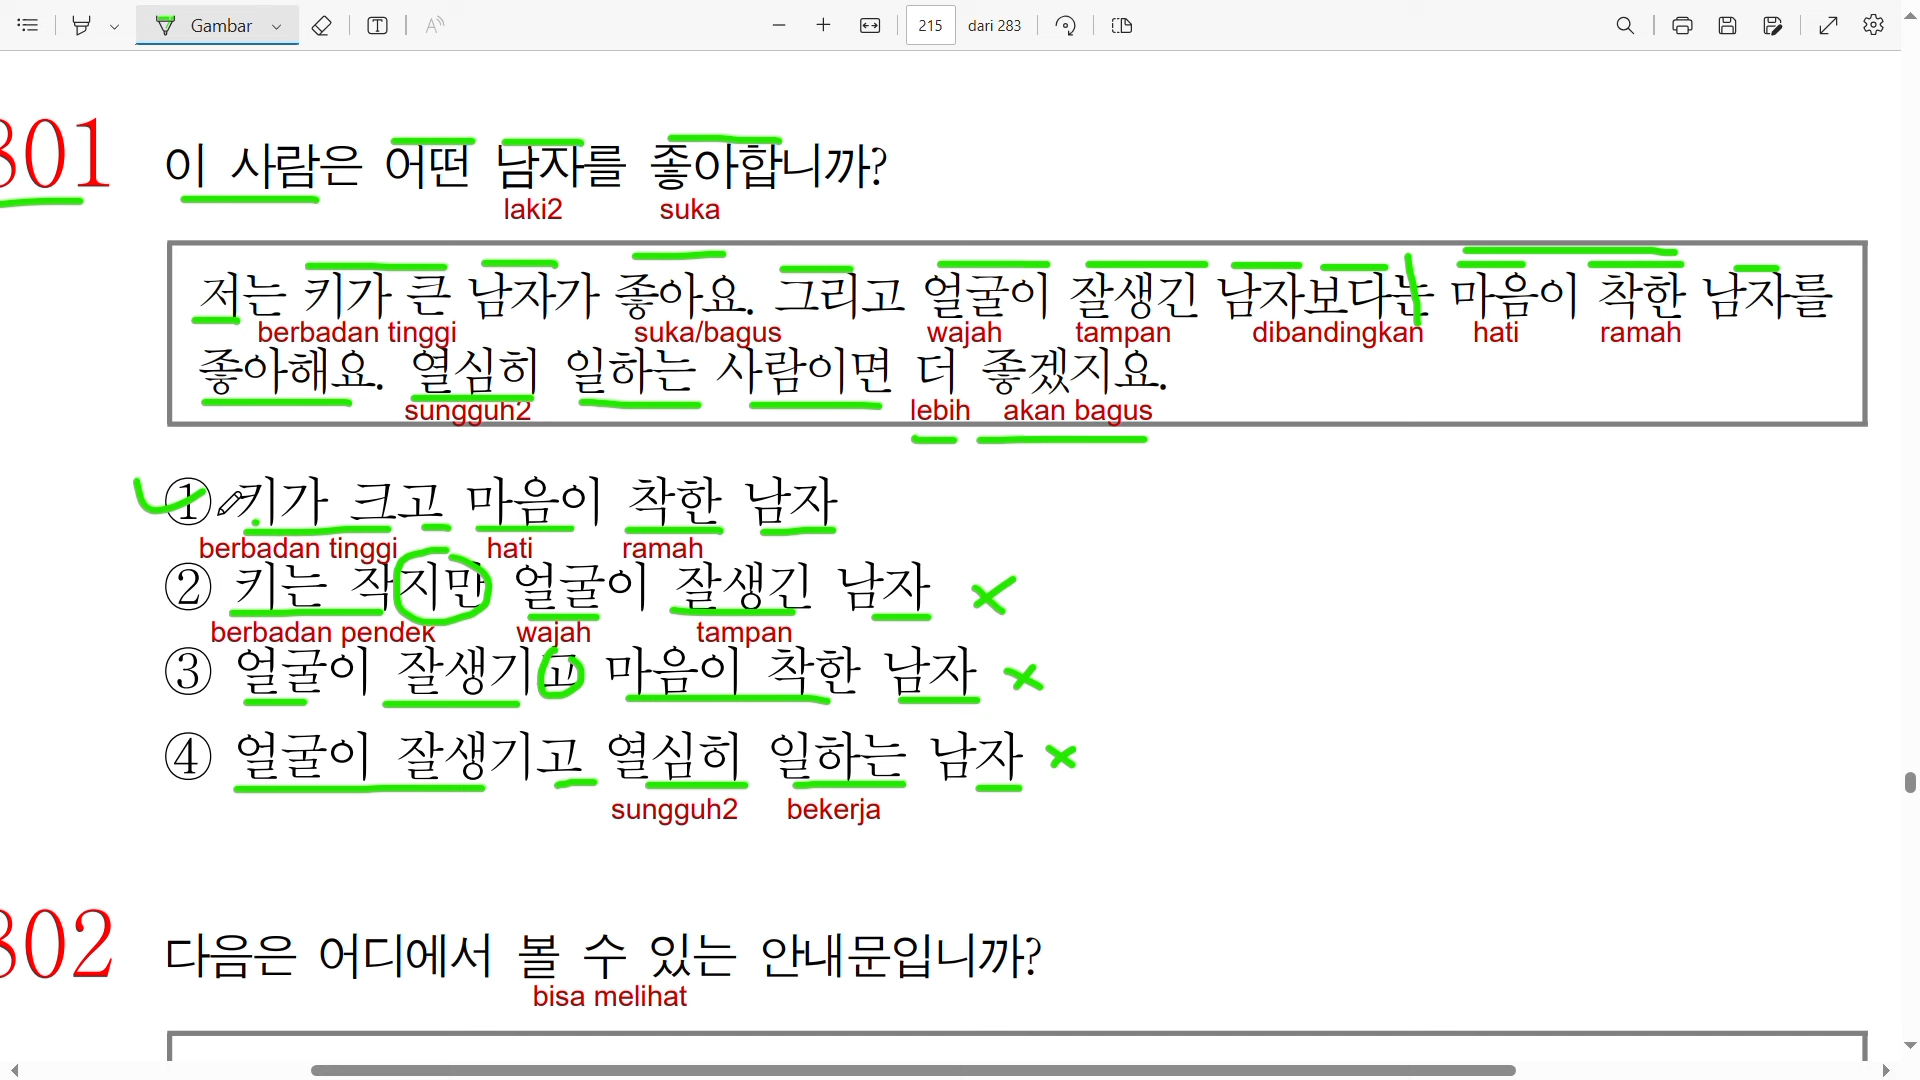 Gambar 215 dari 283
801 이 사람은 어떤 남자를 좋아합니까?
laki2 suka
저는 키가 큰 남자가 좋아요. 그리고 얼굴이 잘생긴 남자보다는 마음이 착한 남자를
berbadan tinggi suka/bagus wajah tampan dibandingkan hati ramah
좋아해요. 열심히 일하는 사람이면 더 좋겠지요.
sungguh2 lebih akan bagus
① 키가 크고 마음이 착한 남자
berbadan tinggi hati ramah
② 키는 작지만 얼굴이 잘생긴 남자
berbadan pendek wajah tampan
③ 얼굴이 잘생기고 마음이 착한 남자
④ 얼굴이 잘생기고 열심히 일하는 남자
sungguh2 bekerja
802 다음은 어디에서 볼 수 있는 안내문입니까?
bisa melihat